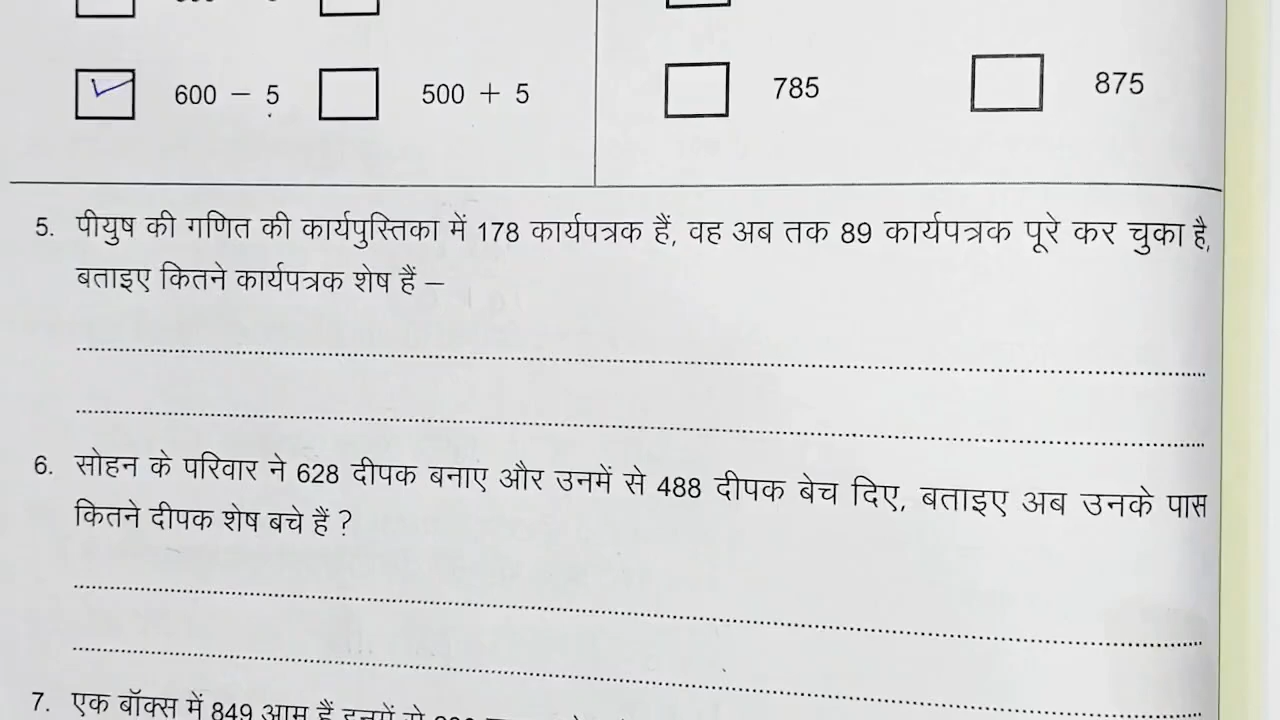 600 – 5 500 + 5
785 875
5. पीयुष की गणित की कार्यपुस्तिका में 178 कार्यपत्रक हैं, वह अब तक 89 कार्यपत्रक पूरे कर चुका है,
बताइए कितने कार्यपत्रक शेष हैं –
6. सोहन के परिवार ने 628 दीपक बनाए और उनमें से 488 दीपक बेच दिए, बताइए अब उनके पास
कितने दीपक शेष बचे हैं ?
7. एक बॉक्स में 849 आम हैं इनमें से